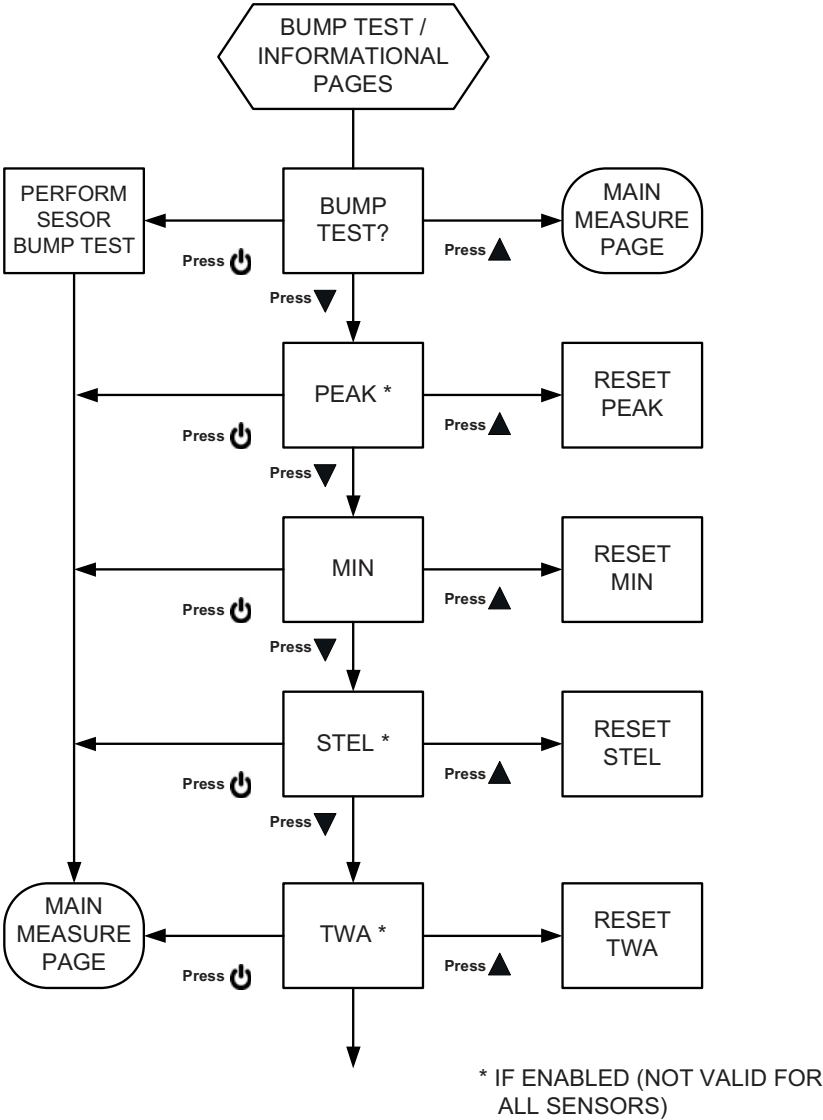 BUMP TEST /
INFORMATIONAL
PAGES
PERFORM
SESOR
BUMP TEST
BUMP
TEST?
MAIN
MEASURE
PAGE
Press
Press
Press
PEAK *
RESET
PEAK
Press
Press
Press
MIN
RESET
MIN
Press
Press
Press
STEL *
RESET
STEL
Press
Press
Press
MAIN
MEASURE
PAGE
TWA *
RESET
TWA
Press
Press
* IF ENABLED (NOT VALID FOR
ALL SENSORS)